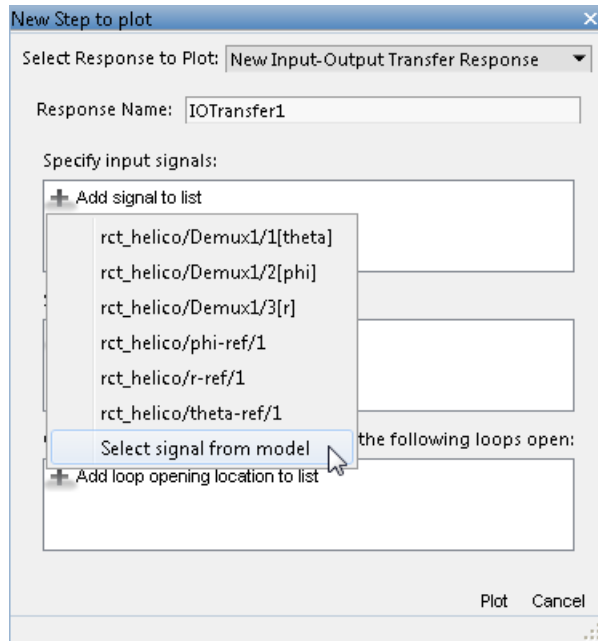 New Step to plot
Select Response to Plot: New Input-Output Transfer Response
Response Name: IOTransfer1
Specify input signals:
Add signal to list
rct_helico/Demux1/1[theta]
rct_helico/Demux1/2[phi]
rct_helico/Demux1/3[r]
rct_helico/phi-ref/1
rct_helico/r-ref/1
rct_helico/theta-ref/1
Select signal from model
the following loops open:
Add loop opening location to list
Plot Cancel